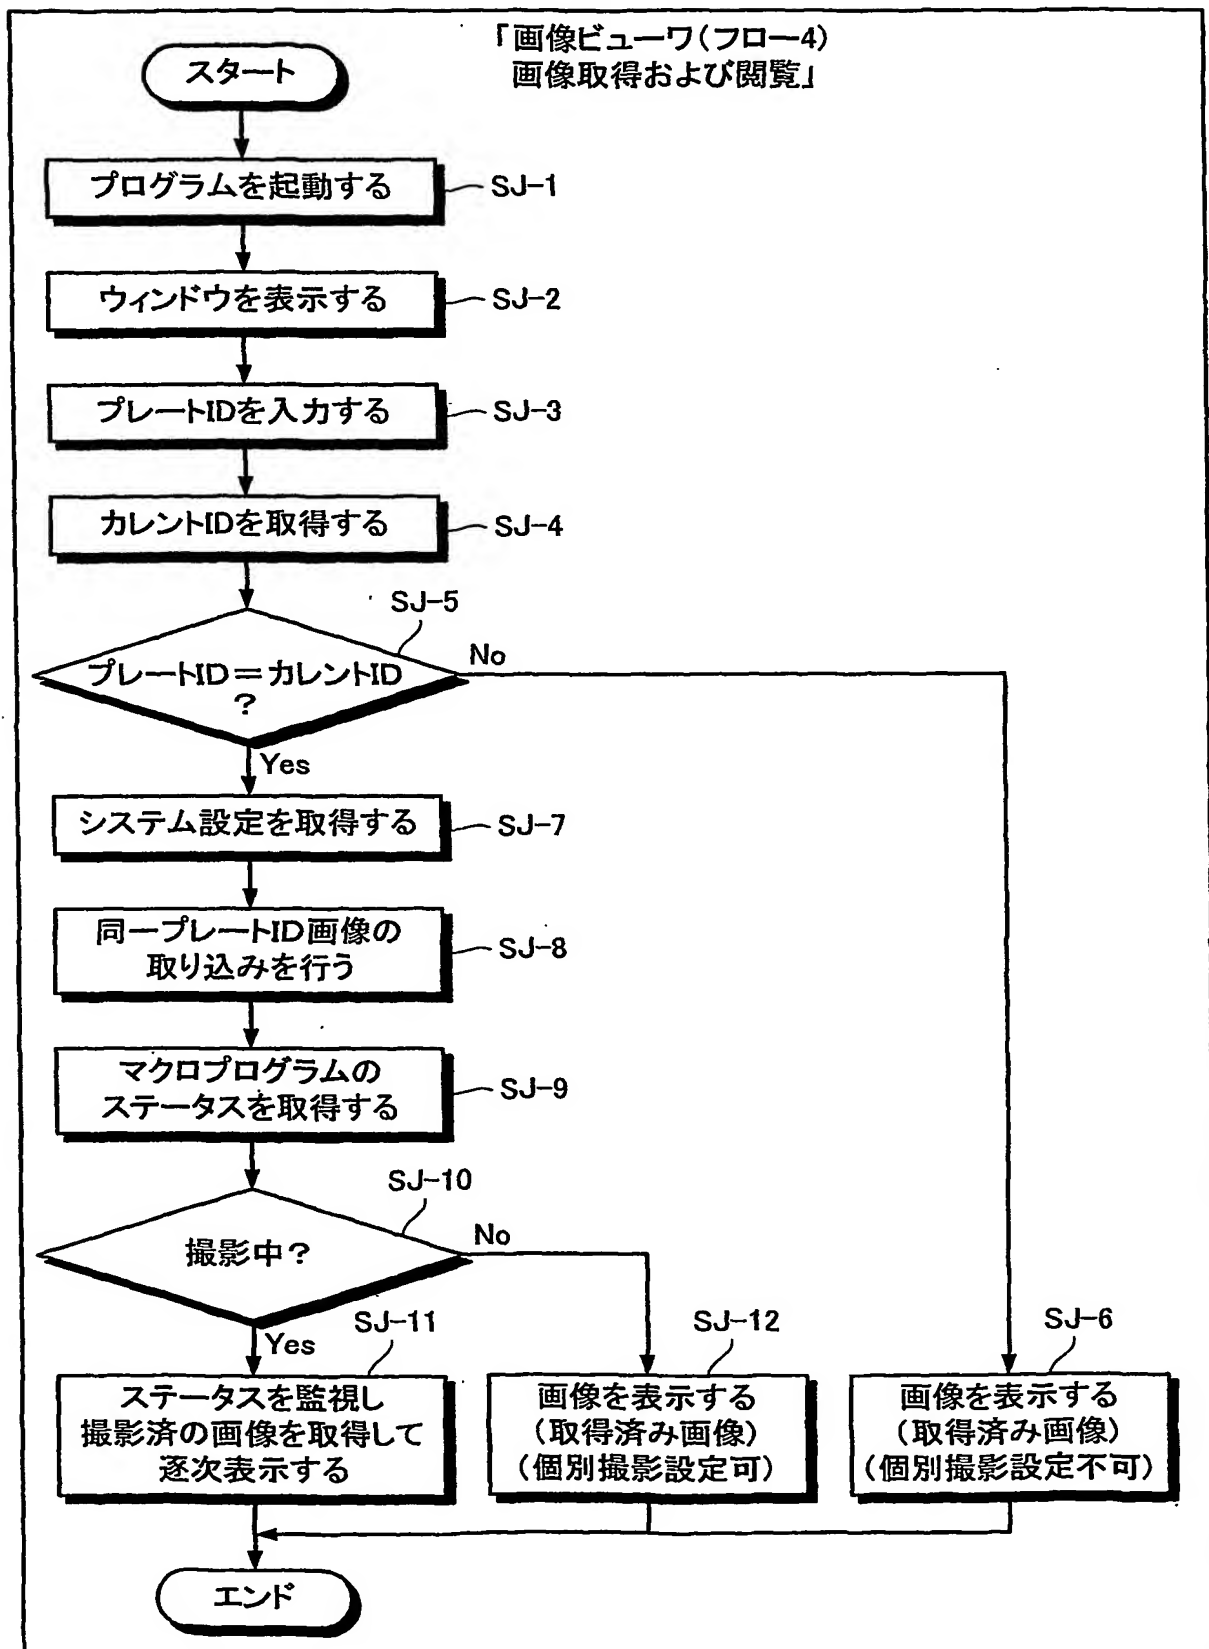 「画像ビューワ(フロー4)
画像取得および閲覧」
スタート
プログラムを起動する
SJ-1
ウィンドウを表示する
SJ-2
プレートIDを入力する
SJ-3
カレントIDを取得する
SJ-4
SJ-5
プレートID=カレントID
?
No
Yes
システム設定を取得する
SJ-7
同一プレートID画像の
取り込みを行う
SJ-8
マクロプログラムの
ステータスを取得する
SJ-9
SJ-10
撮影中?
No
Yes
SJ-11
ステータスを監視し
撮影済の画像を取得して
逐次表示する
SJ-12
画像を表示する
(取得済み画像)
(個別撮影設定可)
SJ-6
画像を表示する
(取得済み画像)
(個別撮影設定不可)
エンド